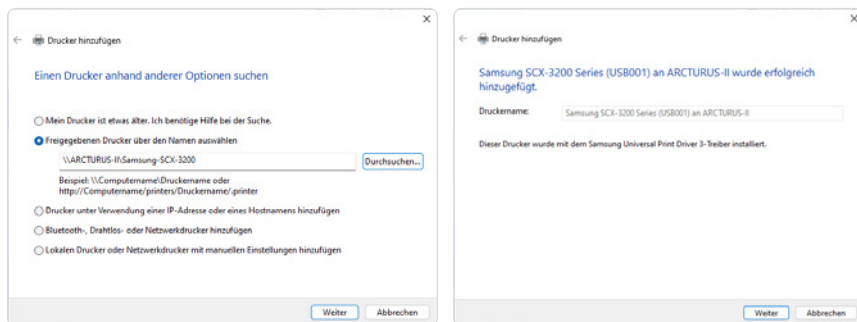 Drucker hinzufügen
Einen Drucker anhand anderer Optionen suchen
Mein Drucker ist etwas älter. Ich benötige Hilfe bei der Suche.
Freigegebenen Drucker über den Namen auswählen
\\ARCTURUS-II\Samsung-SCX-3200
Durchsuchen...
Beispiel: \\Computername\Druckername oder
http://Computername/printers/Druckername/.printer
Drucker unter Verwendung einer IP-Adresse oder eines Hostnamens hinzufügen
Bluetooth-, Drahtlos- oder Netzwerkdrucker hinzufügen
Lokalen Drucker oder Netzwerkdrucker mit manuellen Einstellungen hinzufügen
Weiter
Abbrechen
Drucker hinzufügen
Samsung SCX-3200 Series (USB001) an ARCTURUS-II wurde erfolgreich
hinzugefügt.
Druckername:
Samsung SCX-3200 Series (USB001) an ARCTURUS-II
Dieser Drucker wurde mit dem Samsung Universal Print Driver 3-Treiber installiert.
Weiter
Abbrechen